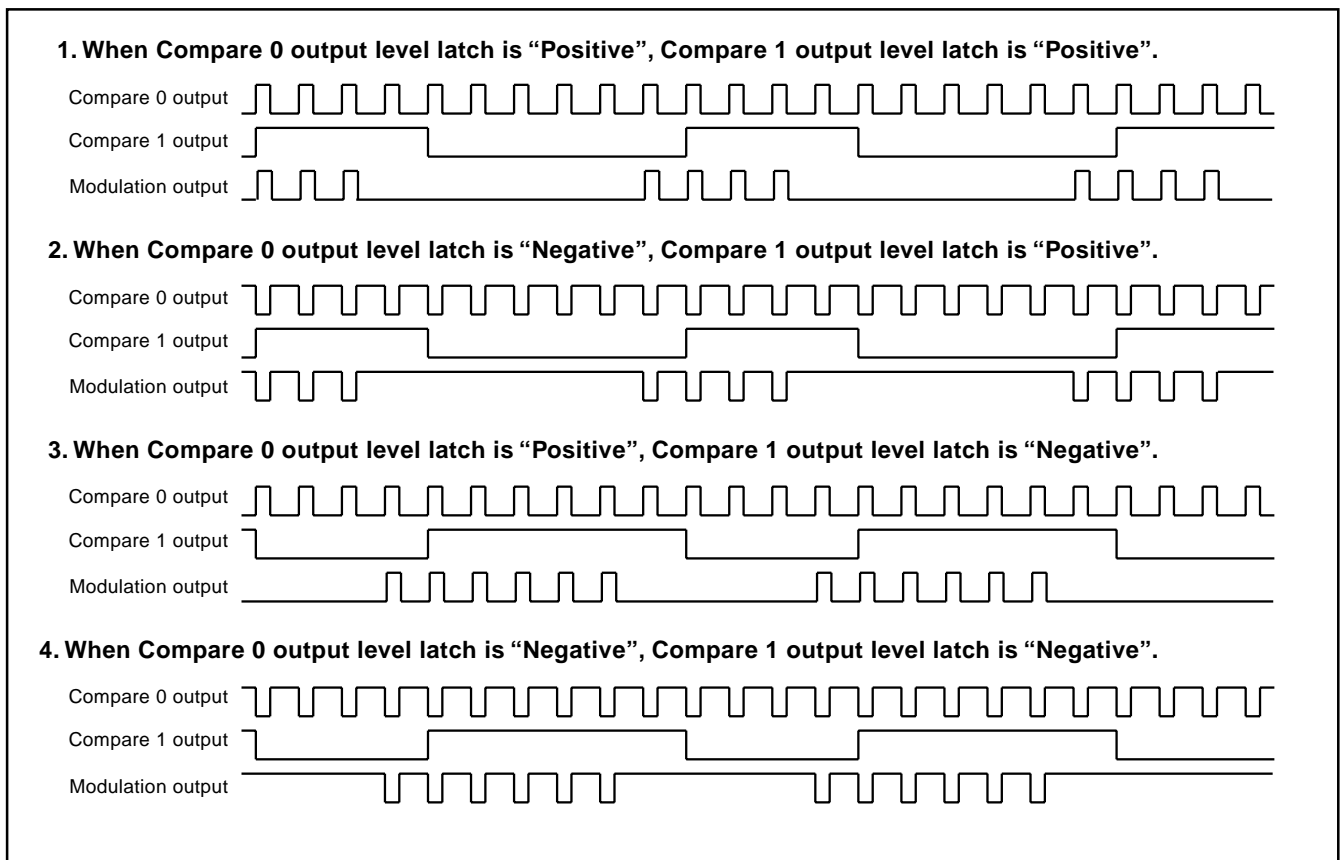 1. When Compare 0 output level latch is “Positive”, Compare 1 output level latch is “Positive”.
Compare 0 output
Compare 1 output
Modulation output
2. When Compare 0 output level latch is “Negative”, Compare 1 output level latch is “Positive”.
Compare 0 output
Compare 1 output
Modulation output
3. When Compare 0 output level latch is “Positive”, Compare 1 output level latch is “Negative”.
Compare 0 output
Compare 1 output
Modulation output
4. When Compare 0 output level latch is “Negative”, Compare 1 output level latch is “Negative”.
Compare 0 output
Compare 1 output
Modulation output